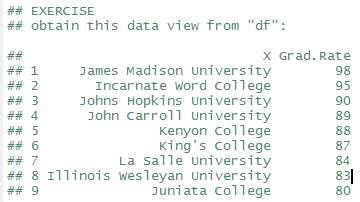 ## EXERCISE
## obtain this data view from "df":
##                              X Grad.Rate
## 1     James Madison University        98
## 2       Incarnate Word College        95
## 3     Johns Hopkins University        90
## 4      John Carroll University        89
## 5               Kenyon College        88
## 6               King's College        87
## 7          La Salle University        84
## 8 Illinois Wesleyan University        83
## 9              Juniata College        80